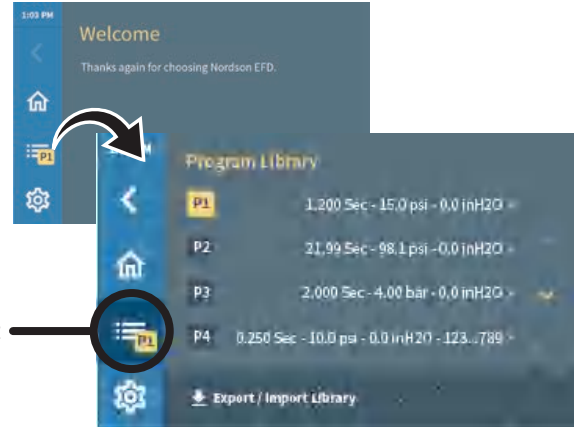 1:03 PM
Welcome
Thanks again for choosing Nordson EFD.
P1
M
Program Library
P1 1,200 Sec - 15.0 psi - 0.0 inH2O >
P2 21,99 Sec - 98.1 psi - 0.0 inH2O >
P3 2,000 Sec - 4.00 bar - 0.0 inH2O >
P1
P4 0.250 Sec - 10.0 psi - 0.0 inH2O - 123...789 >
Export / Import Library